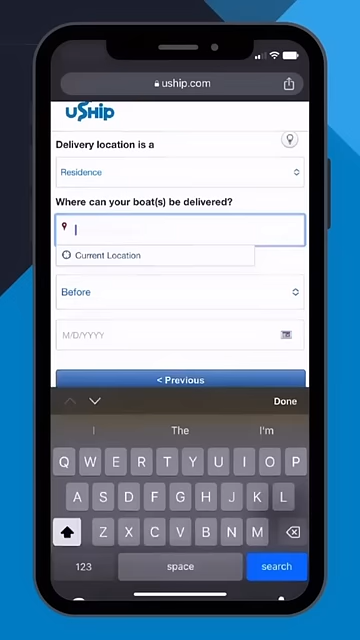 uship.com
uShip
Delivery location is a
Residence
Where can your boat(s) be delivered?
Current Location
Before
M/D/YYYY
< Previous
Done
I The I'm
Q W E R T Y U I O P
A S D F G H J K L
Z X C V B N M
123 space search